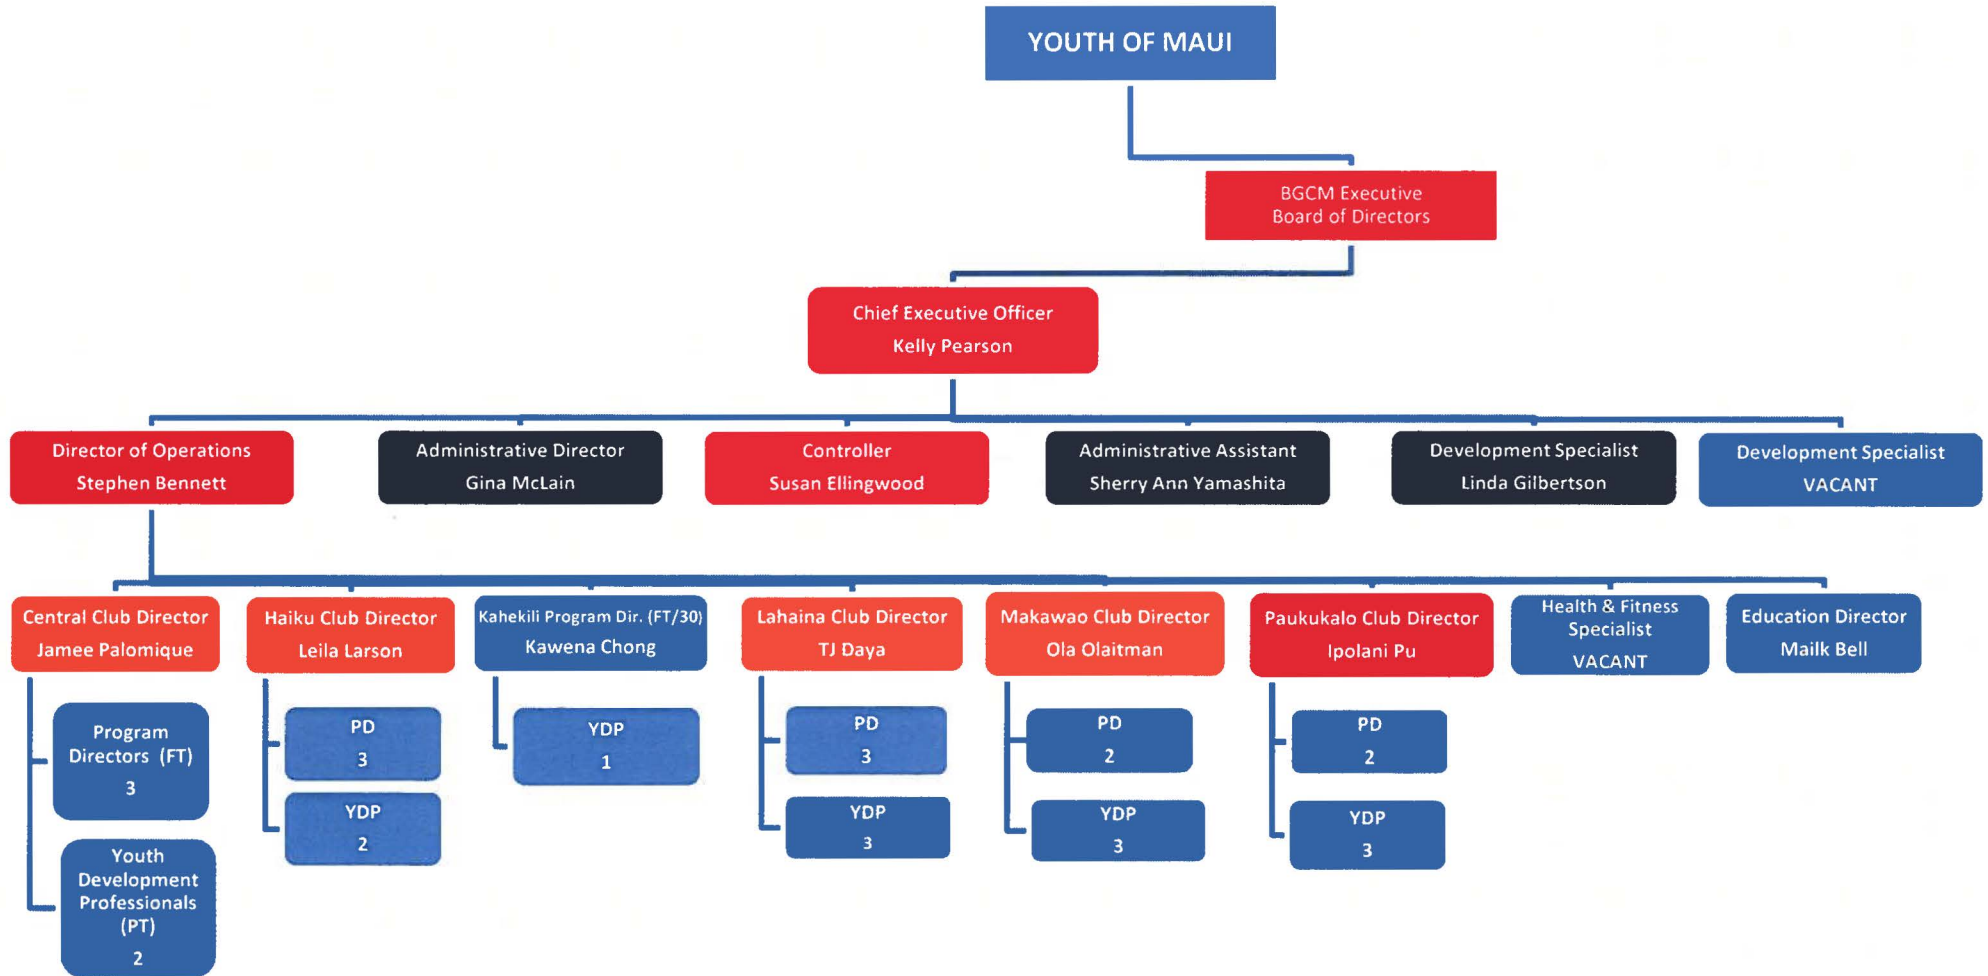 YOUTH OF MAUI
BGCM Executive
Board of Directors
Chief Executive Officer
Kelly Pearson
Director of Operations
Stephen Bennett
Administrative Director
Gina McLain
Controller
Susan Ellingwood
Administrative Assistant
Sherry Ann Yamashita
Development Specialist
Linda Gilbertson
Development Specialist
VACANT
Central Club Director
Jamee Palomique
Haiku Club Director
Leila Larson
Kahekili Program Dir. (FT/30)
Kawena Chong
Lahaina Club Director
TJ Daya
Makawao Club Director
Ola Olaitman
Paukukalo Club Director
Ipolani Pu
Health & Fitness
Specialist
VACANT
Education Director
Mailk Bell
Program
Directors (FT)
3
Youth
Development
Professionals
(PT)
2
PD
3
YDP
2
YDP
1
PD
3
YDP
3
PD
2
YDP
3
PD
2
YDP
3